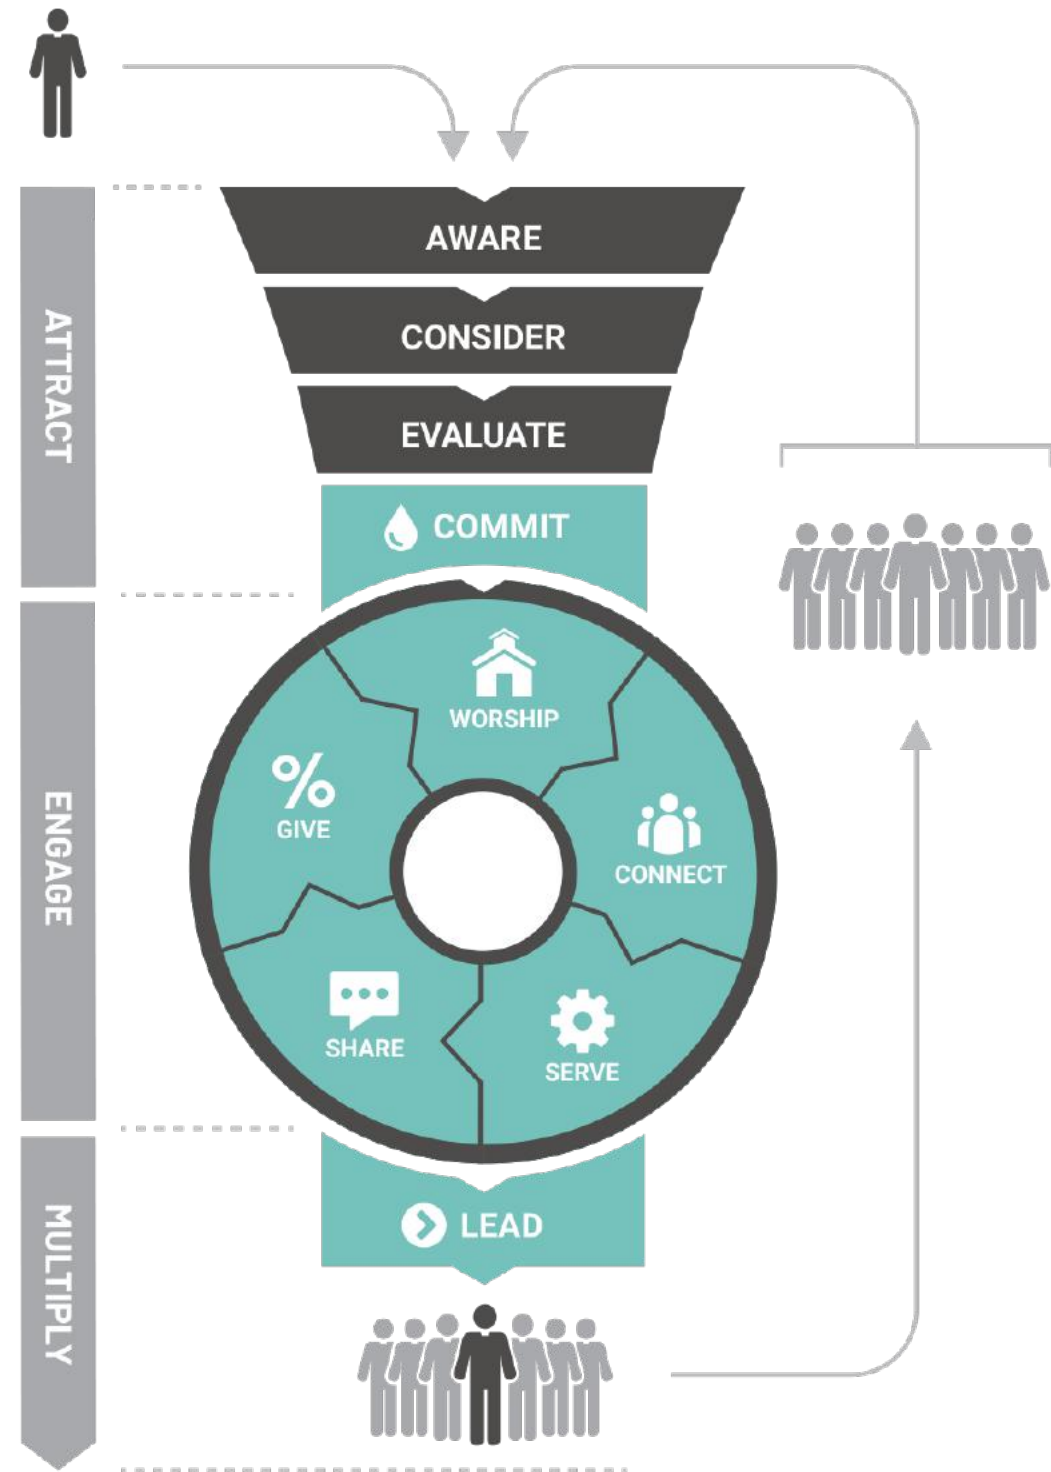 ATTRACT
AWARE
CONSIDER
EVALUATE
COMMIT
ENGAGE
WORSHIP
%
GIVE
CONNECT
SHARE
SERVE
MULTIPLY
LEAD